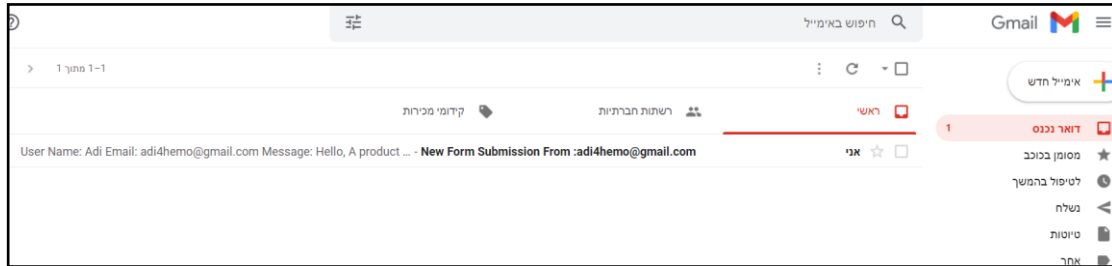 Gmail
חיפוש באימייל
אימייל חדש
1–1 מתוך 1
ראשי
רשתות חברתיות
קידומי מכירות
דואר נכנס 1
אני New Form Submission From :adi4hemo@gmail.com - User Name: Adi Email: adi4hemo@gmail.com Message: Hello, A product ...
מסומן בכוכב
לטיפול בהמשך
נשלח
טיוטות
אחר